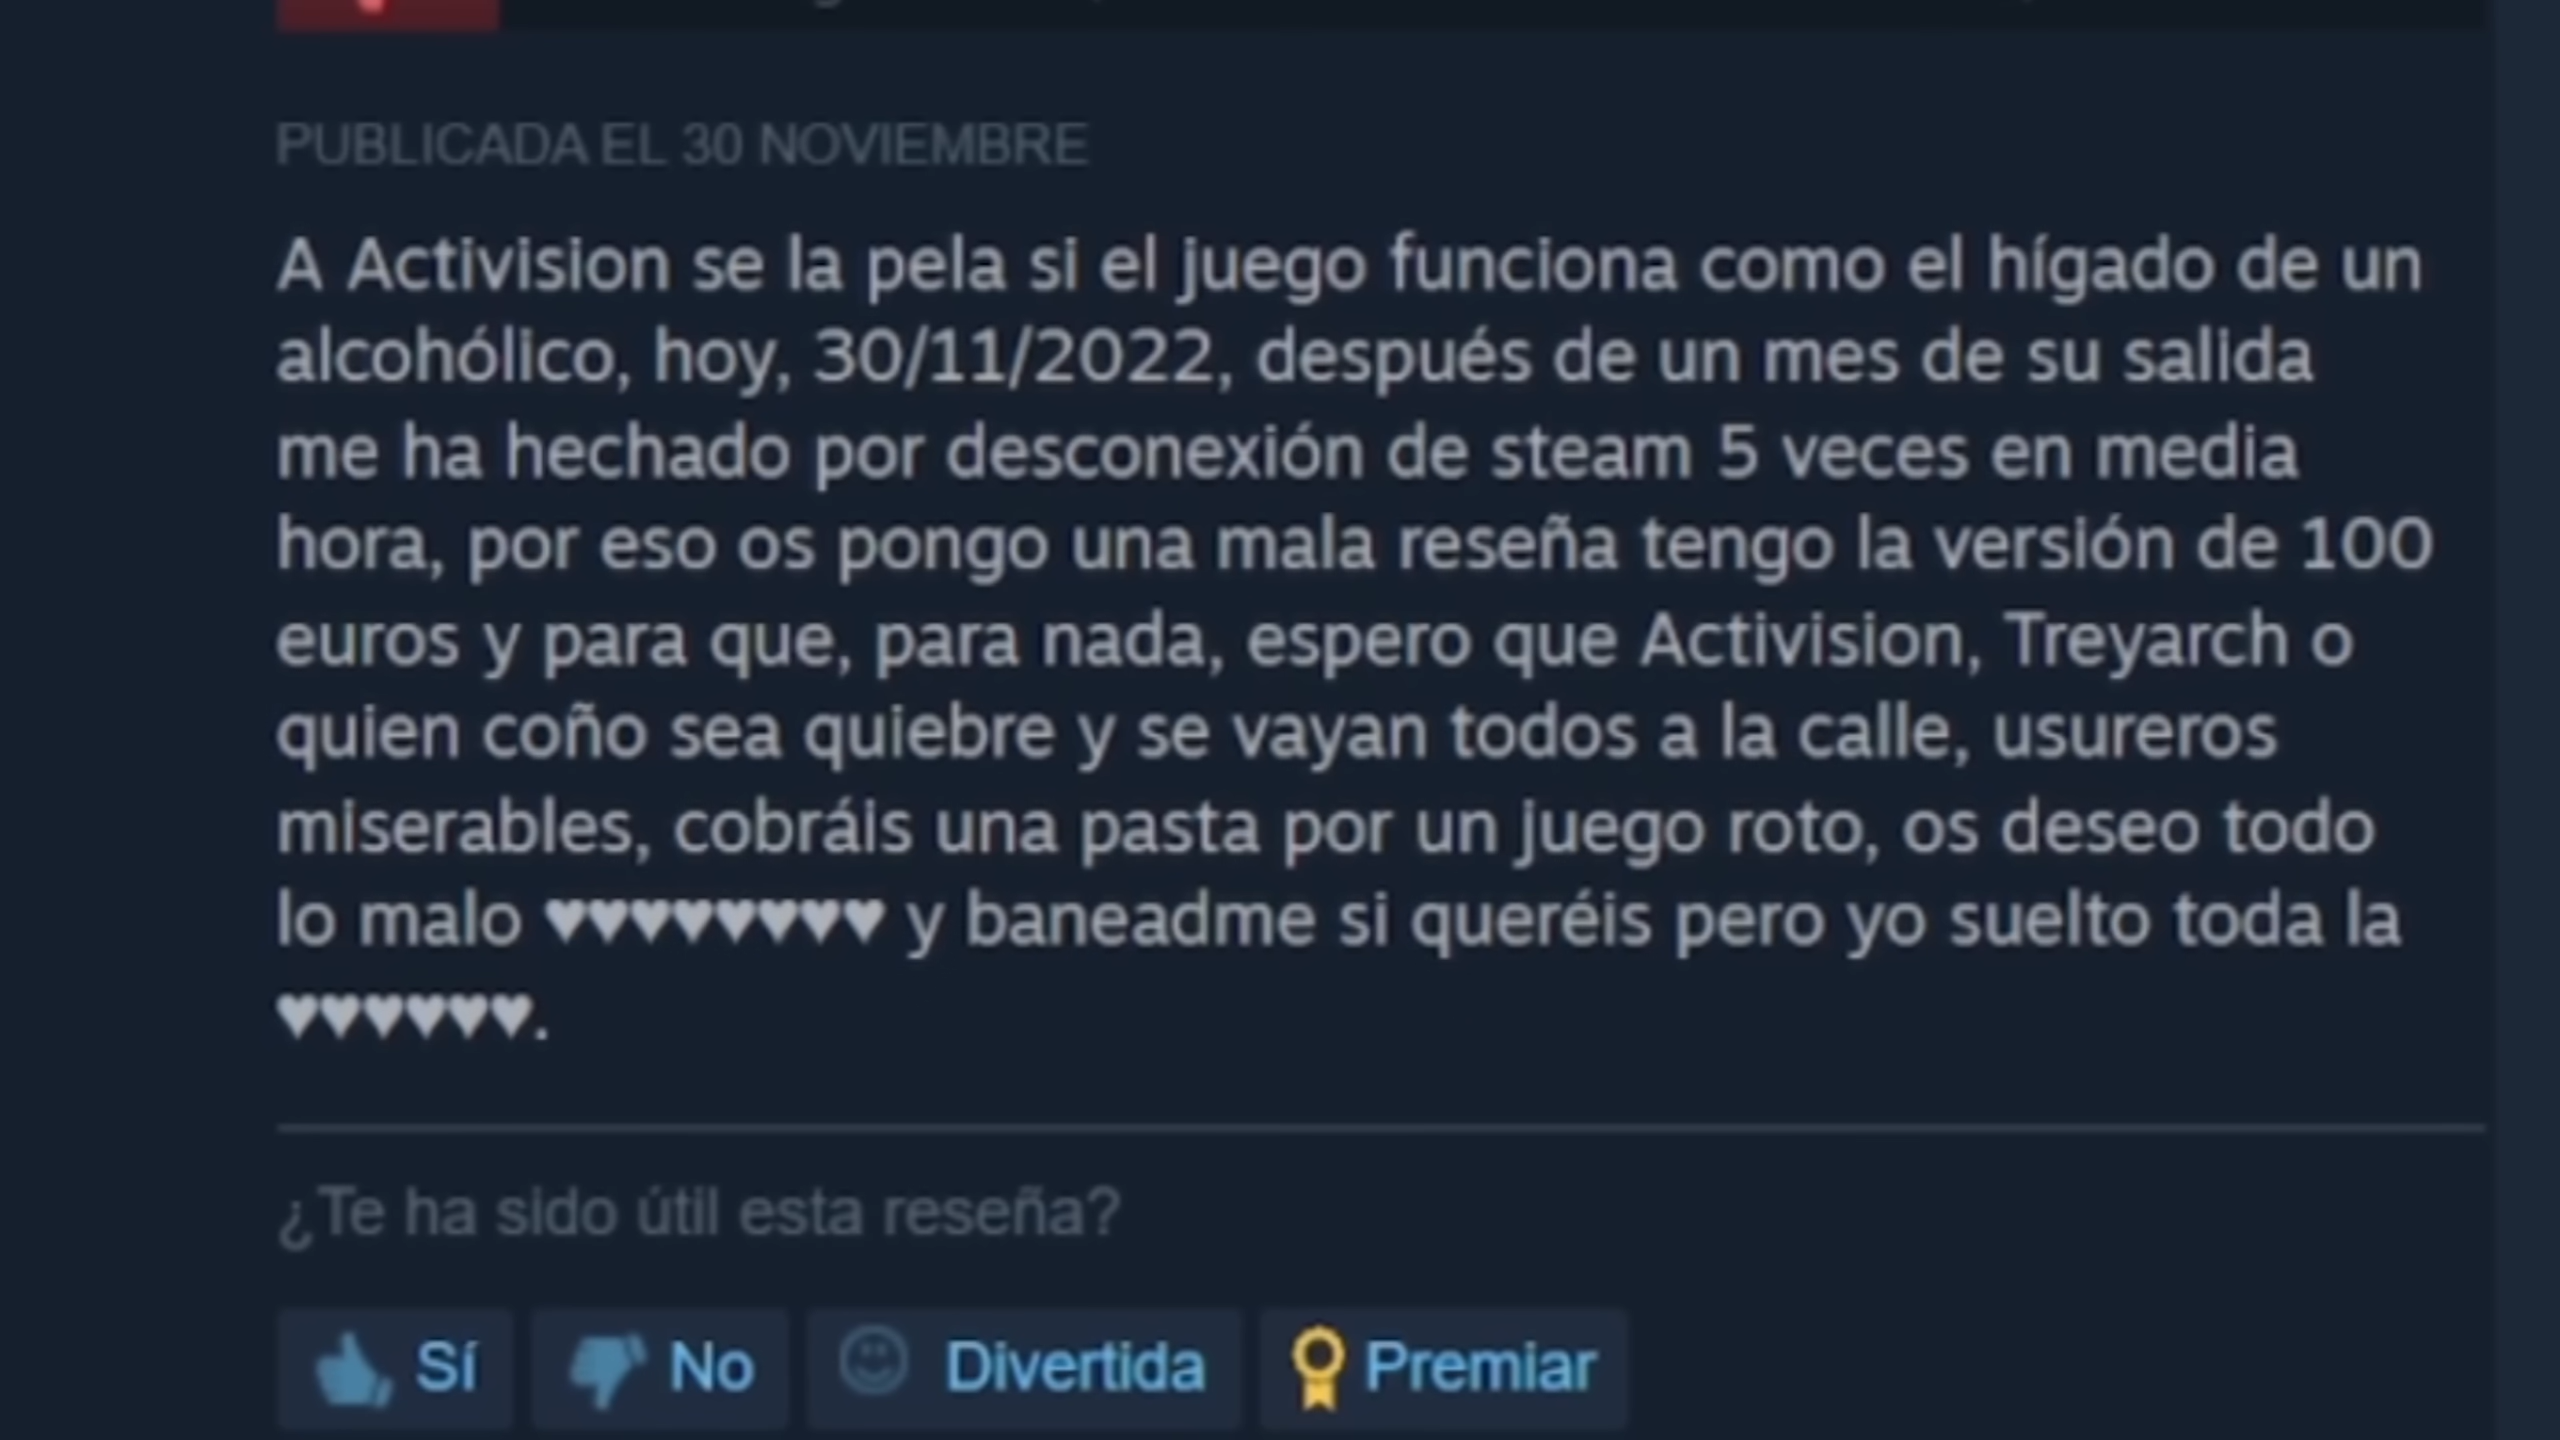 PUBLICADA EL 30 NOVIEMBRE
A Activision se la pela si el juego funciona como el hígado de un
alcohólico, hoy, 30/11/2022, después de un mes de su salida
me ha hechado por desconexión de steam 5 veces en media
hora, por eso os pongo una mala reseña tengo la versión de 100
euros y para que, para nada, espero que Activision, Treyarch o
quien coño sea quiebre y se vayan todos a la calle, usureros
miserables, cobráis una pasta por un juego roto, os deseo todo
lo malo ♥♥♥♥♥♥♥♥ y baneadme si queréis pero yo suelto toda la
♥♥♥♥♥♥.
¿Te ha sido útil esta reseña?
Sí No Divertida Premiar